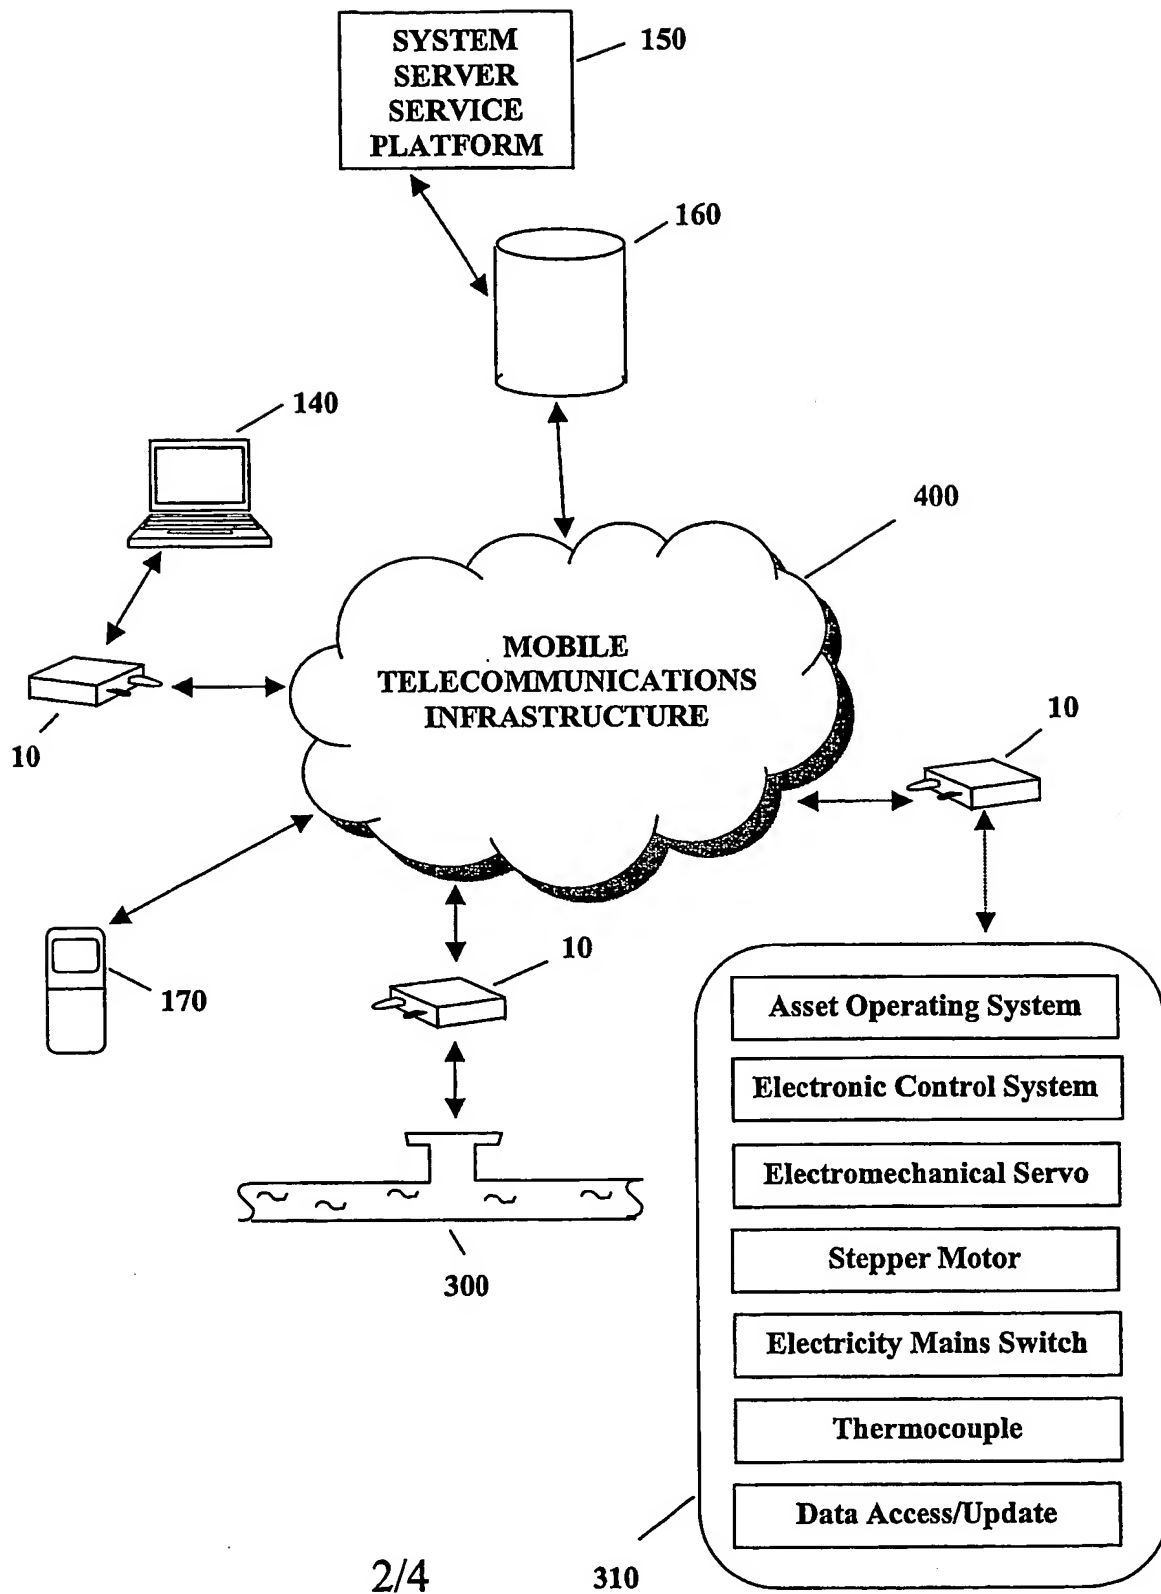 SYSTEM
SERVER
SERVICE
PLATFORM
150
160
140
400
MOBILE
TELECOMMUNICATIONS
INFRASTRUCTURE
10
10
10
170
300
Asset Operating System
Electronic Control System
Electromechanical Servo
Stepper Motor
Electricity Mains Switch
Thermocouple
Data Access/Update
310
2/4